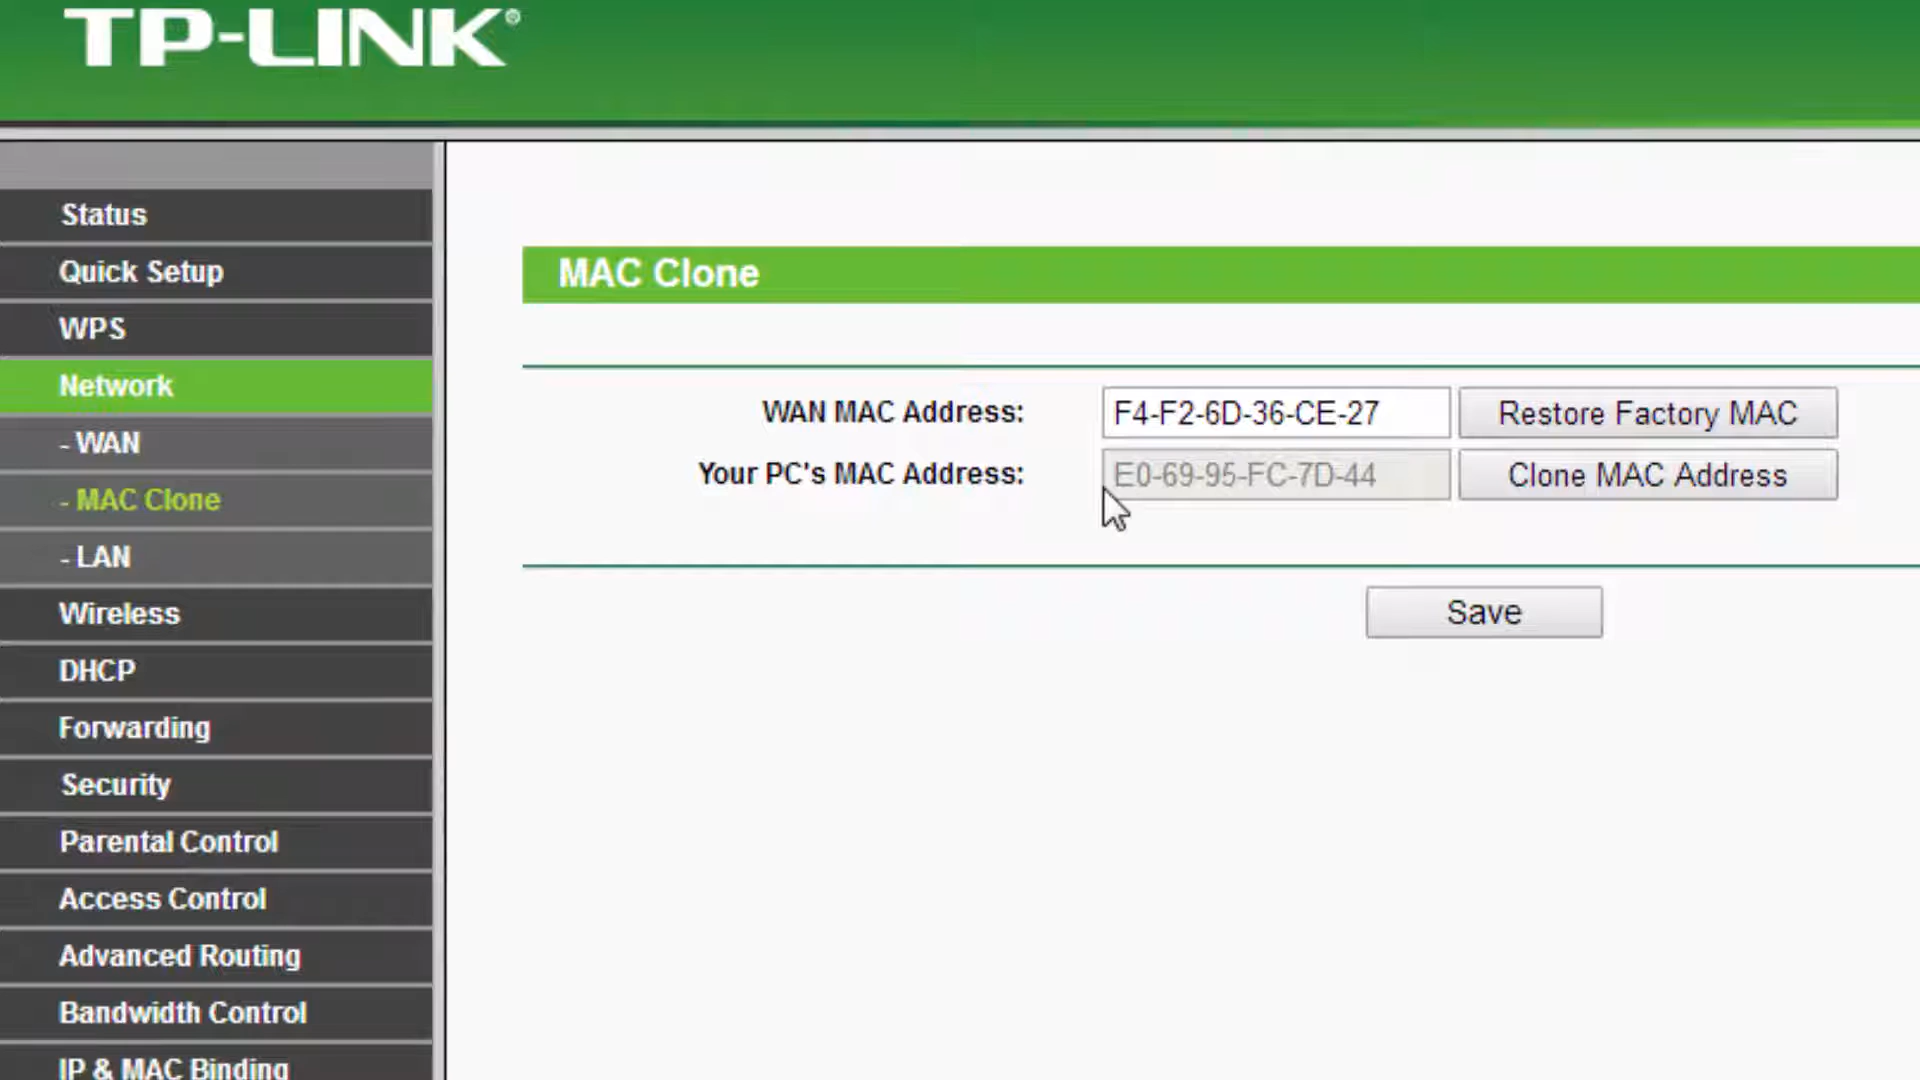 TP-LINK®
Status
Quick Setup
WPS
Network
- WAN
- MAC Clone
- LAN
Wireless
DHCP
Forwarding
Security
Parental Control
Access Control
Advanced Routing
Bandwidth Control
IP & MAC Binding
MAC Clone
WAN MAC Address: F4-F2-6D-36-CE-27 Restore Factory MAC
Your PC's MAC Address: E0-69-95-FC-7D-44 Clone MAC Address
Save